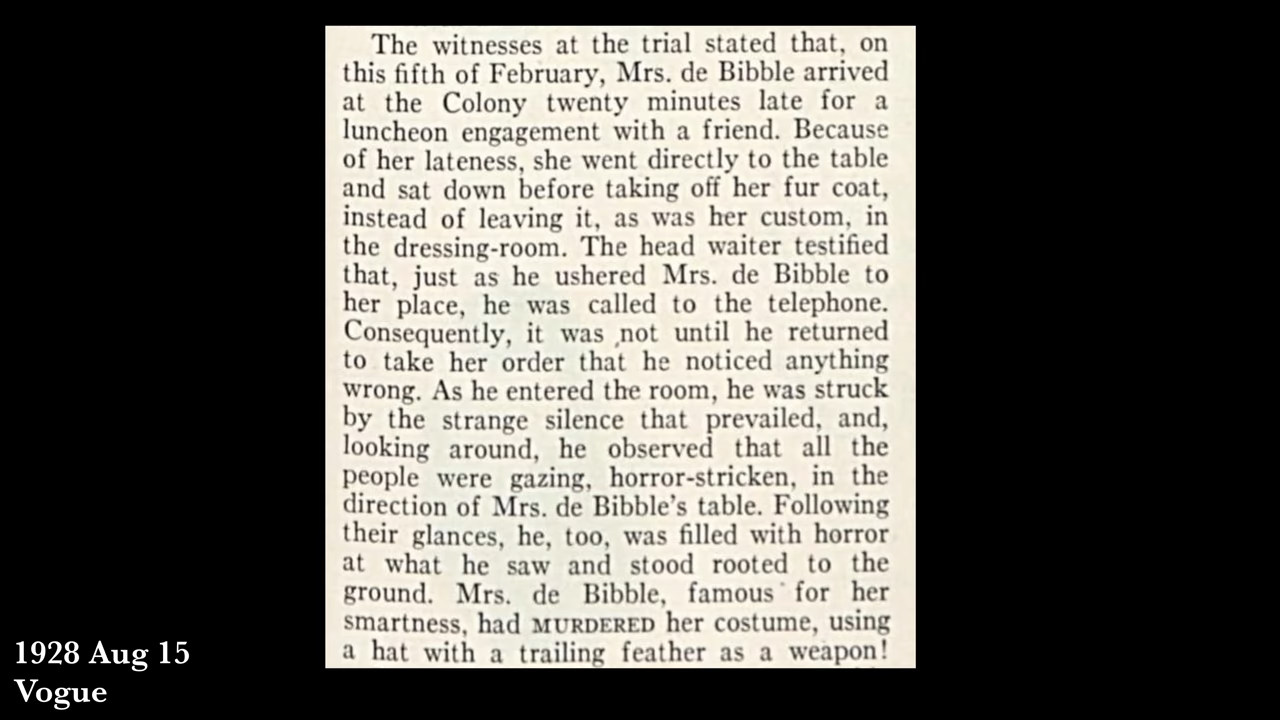 The witnesses at the trial stated that, on
this fifth of February, Mrs. de Bibble arrived
at the Colony twenty minutes late for a
luncheon engagement with a friend. Because
of her lateness, she went directly to the table
and sat down before taking off her fur coat,
instead of leaving it, as was her custom, in
the dressing-room. The head waiter testified
that, just as he ushered Mrs. de Bibble to
her place, he was called to the telephone.
Consequently, it was not until he returned
to take her order that he noticed anything
wrong. As he entered the room, he was struck
by the strange silence that prevailed, and,
looking around, he observed that all the
people were gazing, horror-stricken, in the
direction of Mrs. de Bibble's table. Following
their glances, he, too, was filled with horror
at what he saw and stood rooted to the
ground. Mrs. de Bibble, famous for her
smartness, had MURDERED her costume, using
a hat with a trailing feather as a weapon!
1928 Aug 15
Vogue